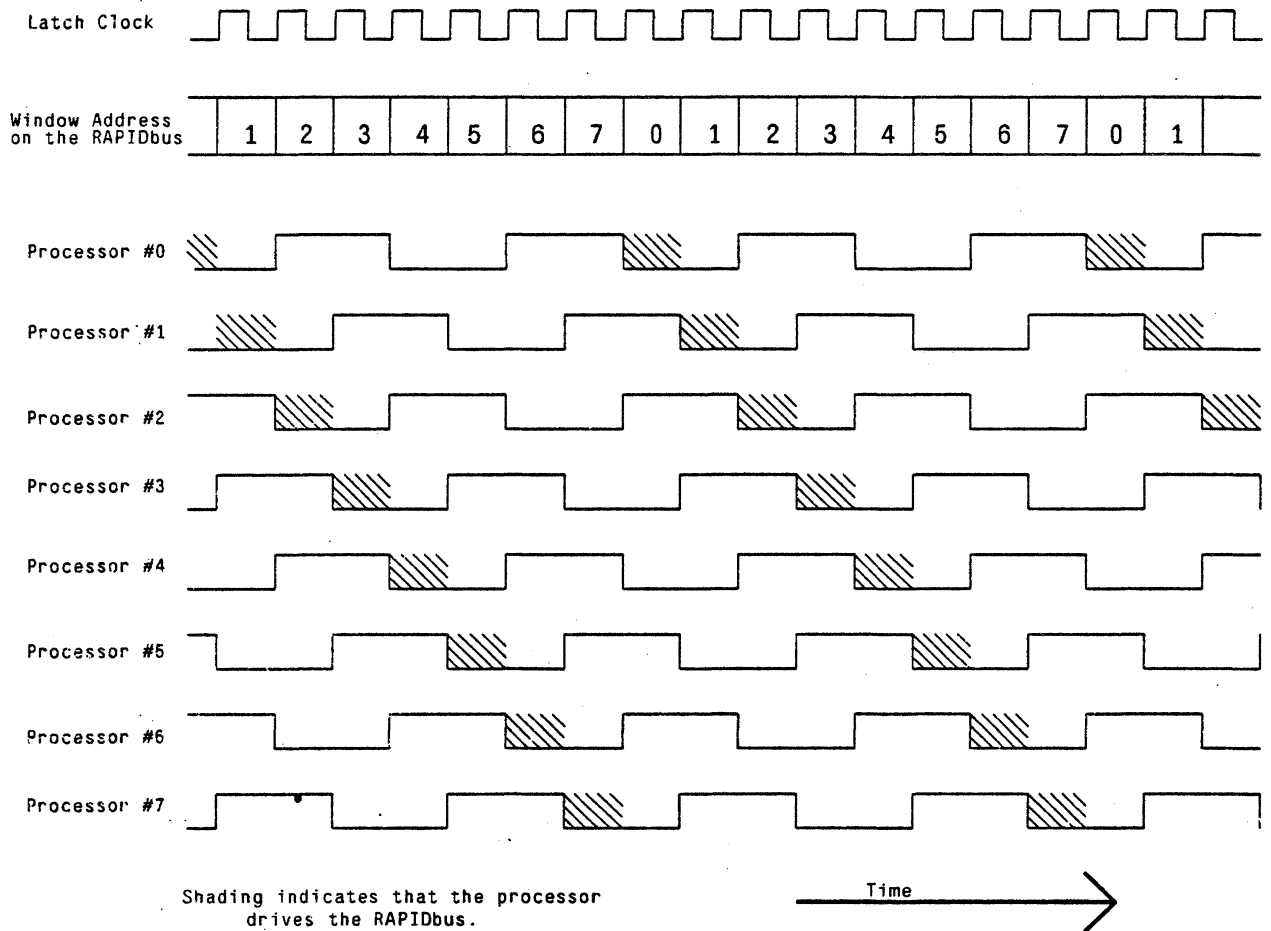 Latch Clock
Window Address
on the RAPIDbus
1 2 3 4 5 6 7 0 1 2 3 4 5 6 7 0 1
Processor #0
Processor #1
Processor #2
Processor #3
Processor #4
Processor #5
Processor #6
Processor #7
Shading indicates that the processor
drives the RAPIDbus.
Time